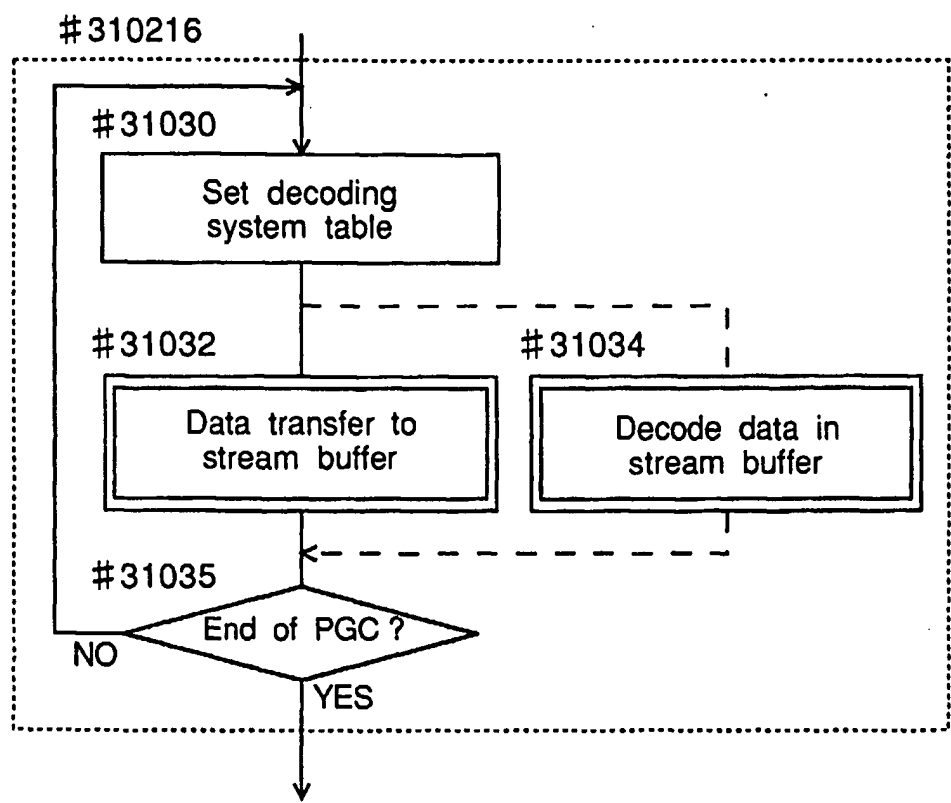 #310216
#31030
Set decoding
system table
#31032
#31034
Data transfer to
stream buffer
Decode data in
stream buffer
#31035
End of PGC?
NO
YES